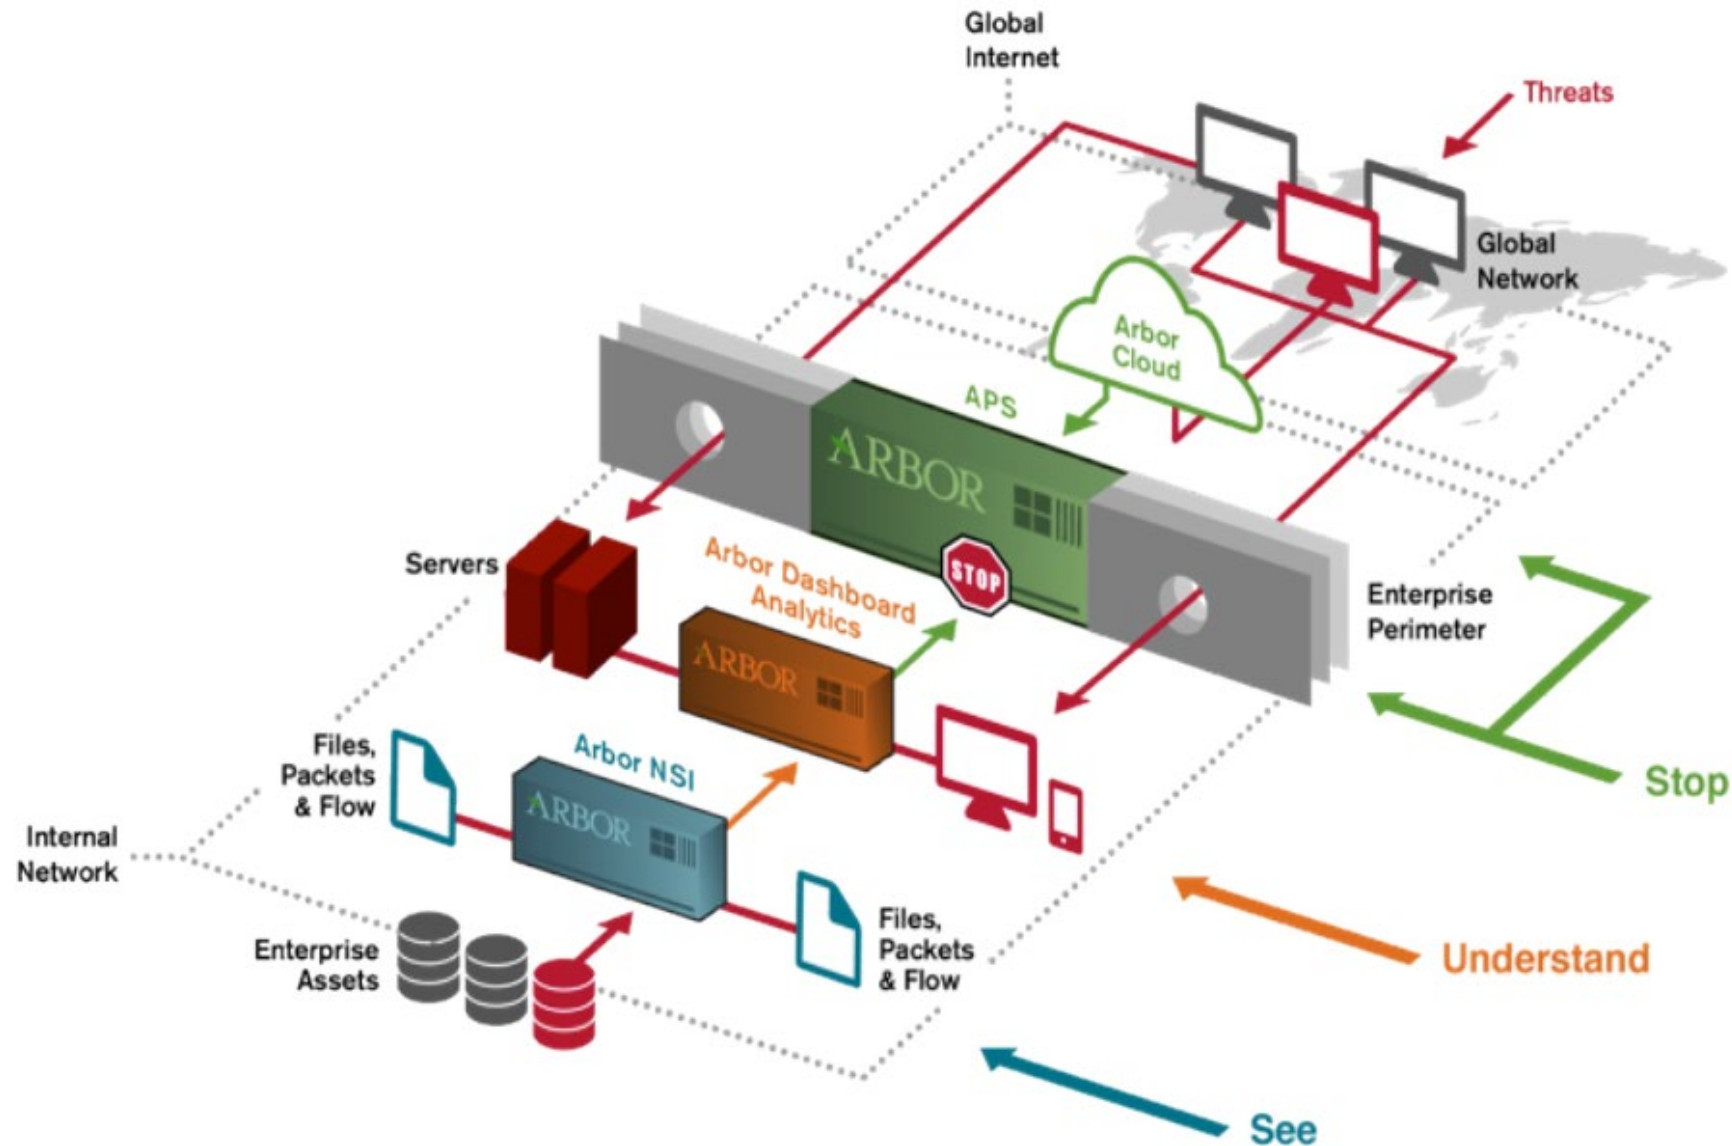 Global
Internet
Threats
Global
Network
Arbor
Cloud
APS
ARBOR
STOP
Servers
Arbor Dashboard
Analytics
Enterprise
Perimeter
ARBOR
Files,
Packets
& Flow
Arbor NSI
Stop
ARBOR
Internal
Network
Files,
Packets
& Flow
Enterprise
Assets
Understand
See